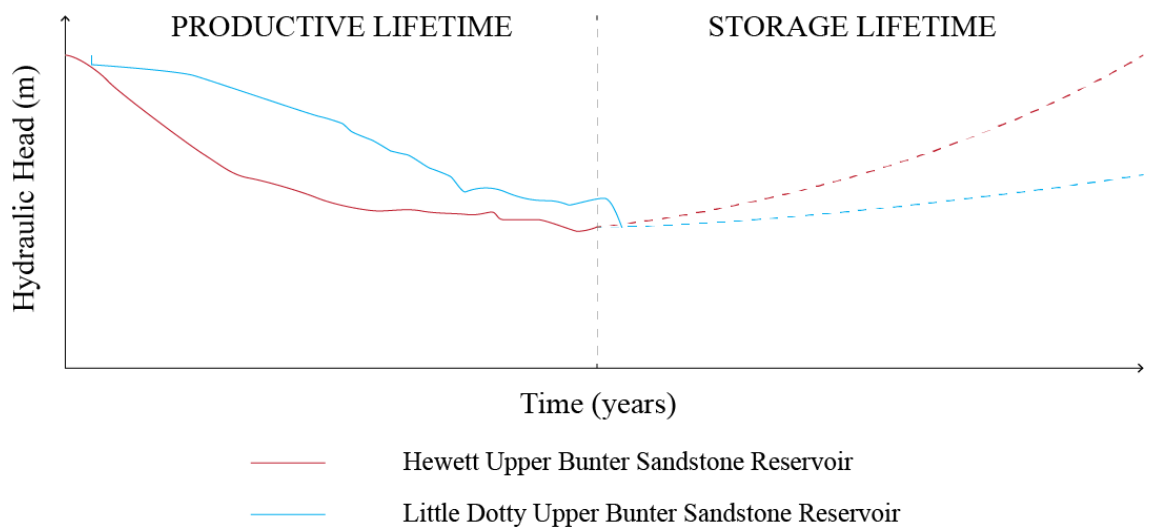 PRODUCTIVE LIFETIME
STORAGE LIFETIME
Hydraulic Head (m)
Time (years)
Hewett Upper Bunter Sandstone Reservoir
Little Dotty Upper Bunter Sandstone Reservoir